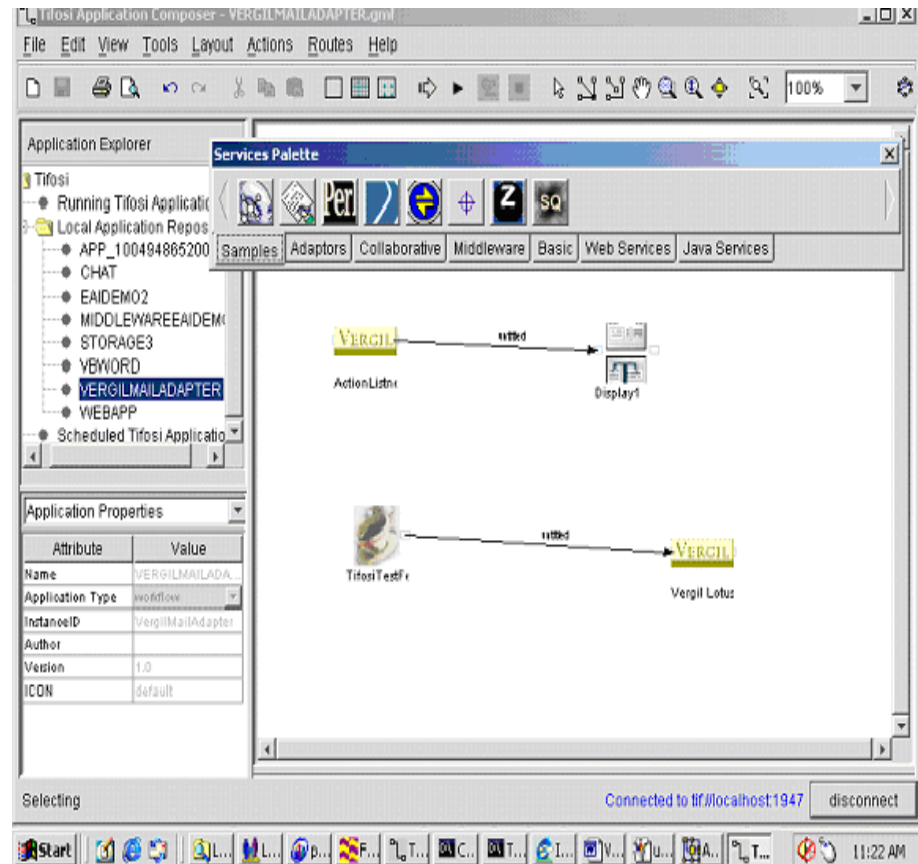 Tifosi Application Composer - VERGILMAILADAPTER.gml
File Edit View Tools Layout Actions Routes Help
100%
Application Explorer
Services Palette
Tifosi
Running Tifosi Applicatic
Local Application Repos
APP_100494865200
CHAT
EAIDEMO2
MIDDLEWAREEAIDEM
STORAGE3
VBWORD
VERGILMAILADAPTER
WEBAPP
Scheduled Tifosi Applicatio
Per
Z
SQ
Samples Adaptors Collaborative Middleware Basic Web Services Java Services
VERGIL
untitled
ActionListne
Display1
untitled
TifosiTestFe
VERGIL
Vergil Lotus
Application Properties
Attribute Value
Name VERGILMAILADA...
Application Type workflow
InstanceID VergilMailAdapter
Author
Version 1.0
ICON default
Selecting
Connected to tif://localhost:1947
disconnect
Start L... L... p... F... T... C... T... I... V... u... A... T... 11:22 AM